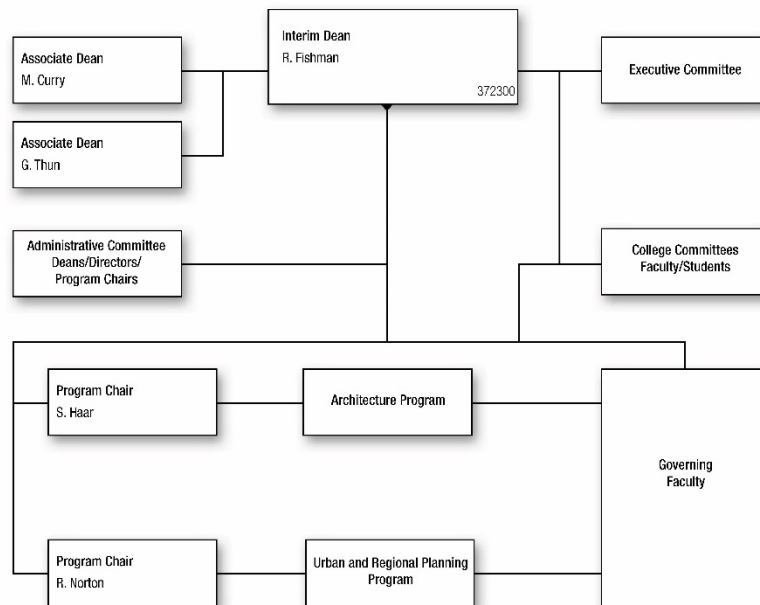 Interim Dean
R. Fishman
372300
Associate Dean
M. Curry
Executive Committee
Associate Dean
G. Thun
Administrative Committee
Deans/Directors/
Program Chairs
College Committees
Faculty/Students
Program Chair
S. Haar
Architecture Program
Governing
Faculty
Program Chair
R. Norton
Urban and Regional Planning
Program